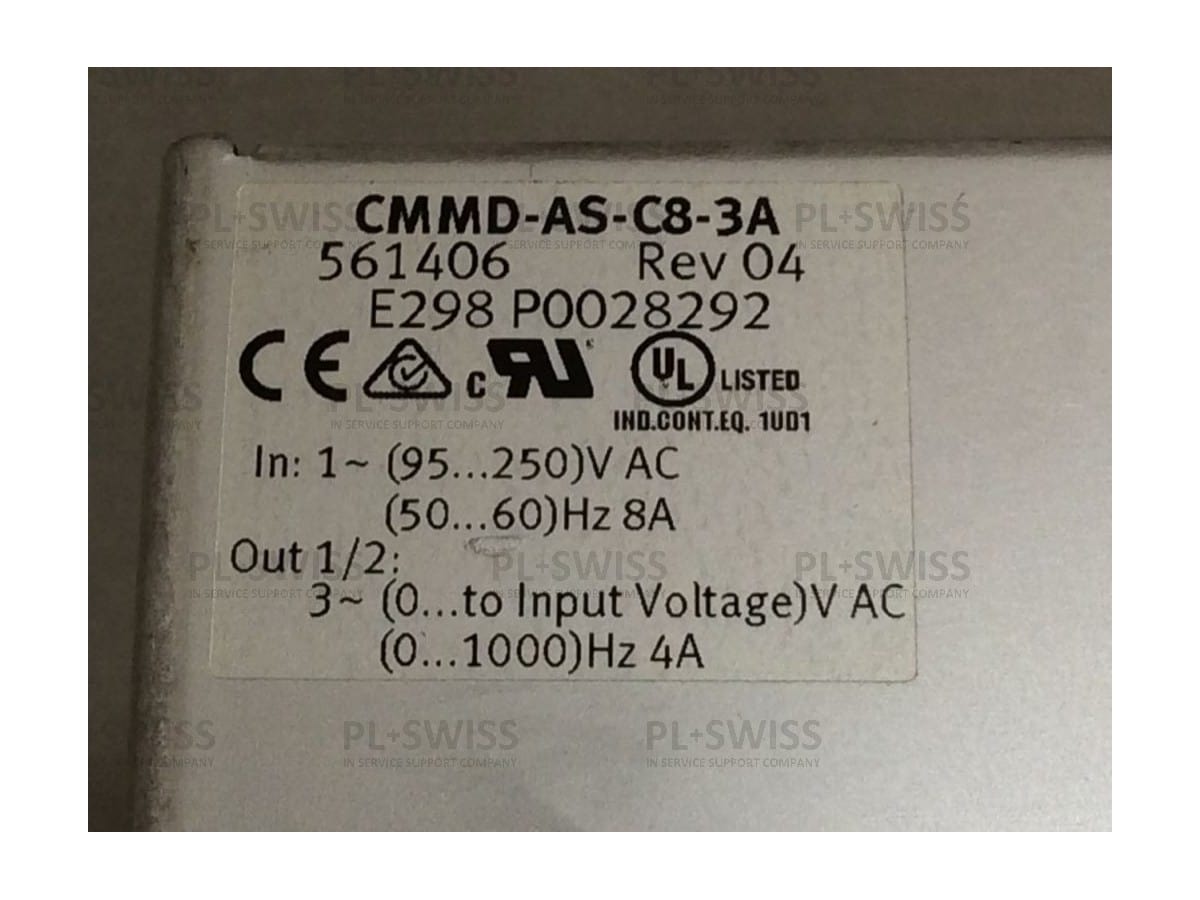 CMMD-AS-C8-3A
561406 Rev 04
E298 P0028292
CE c RU UL LISTED
IND.CONT.EQ. 1UD1
In: 1~ (95...250)V AC
(50...60)Hz 8A
Out 1/2:
3~ (0...to Input Voltage)V AC
(0...1000)Hz 4A
PL+SWISS
IN SERVICE SUPPORT COMPANY